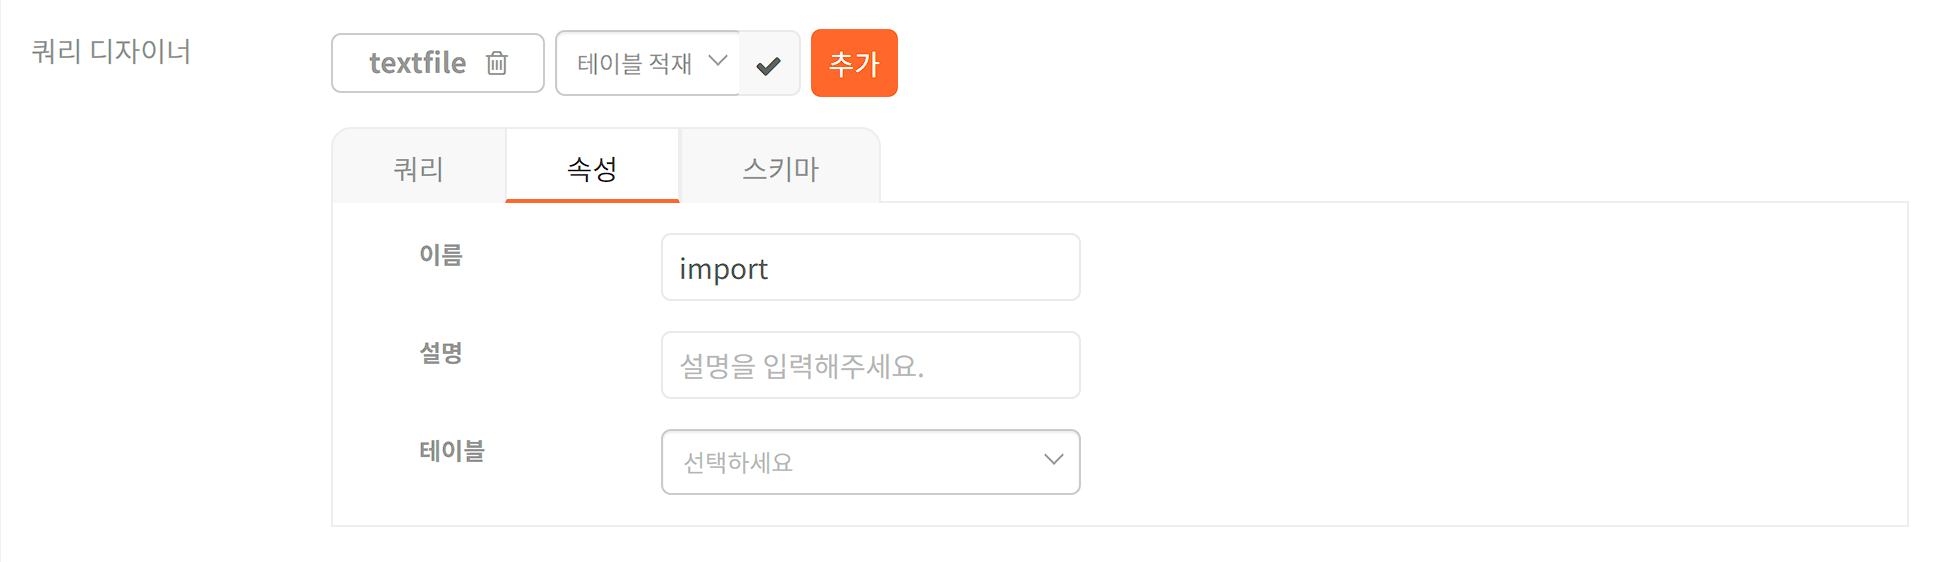 쿼리 디자이너
textfile
테이블 적재
추가
쿼리
속성
스키마
이름
import
설명
설명을 입력해주세요.
테이블
선택하세요